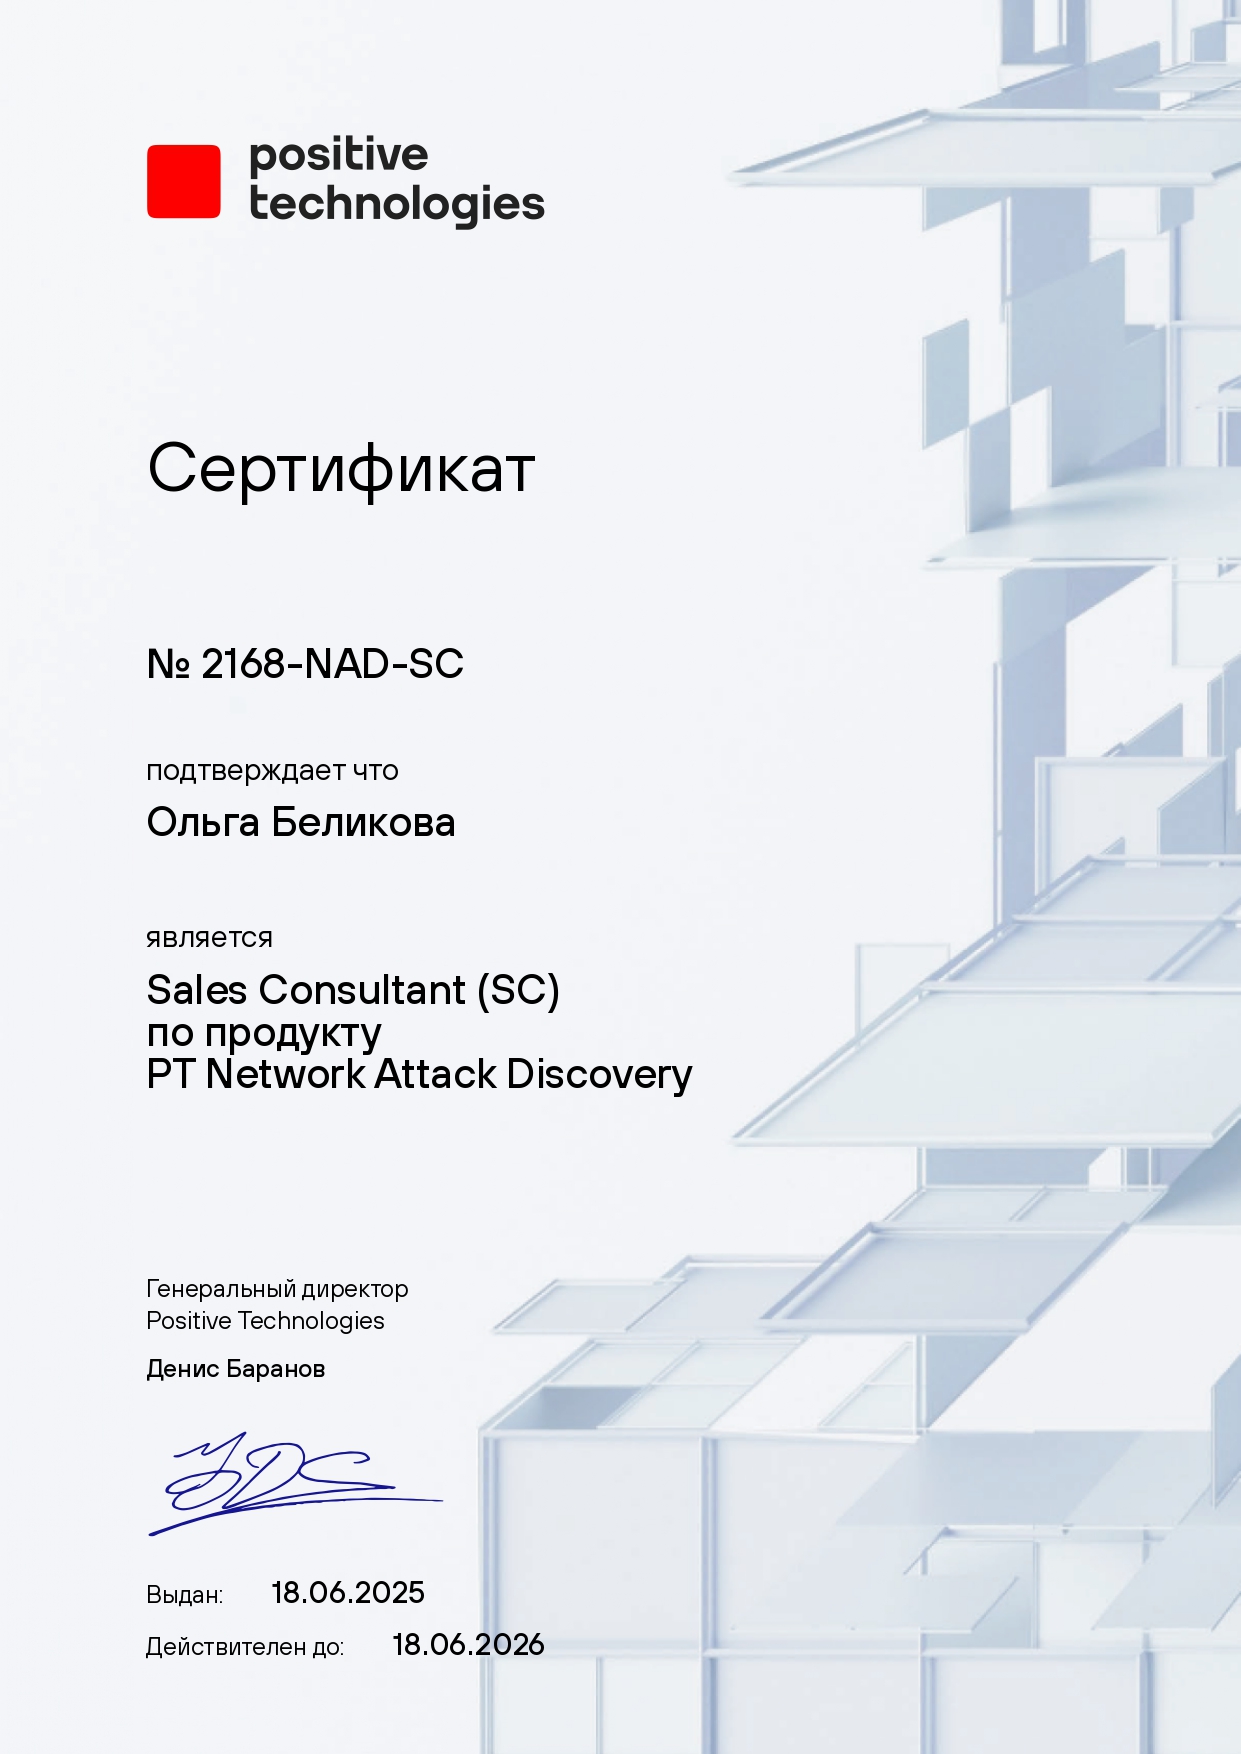 positive
technologies
Сертификат
№ 2168-NAD-SC
подтверждает что
Ольга Беликова
является
Sales Consultant (SC)
по продукту
PT Network Attack Discovery
Генеральный директор
Positive Technologies
Денис Баранов
Выдан: 18.06.2025
Действителен до: 18.06.2026